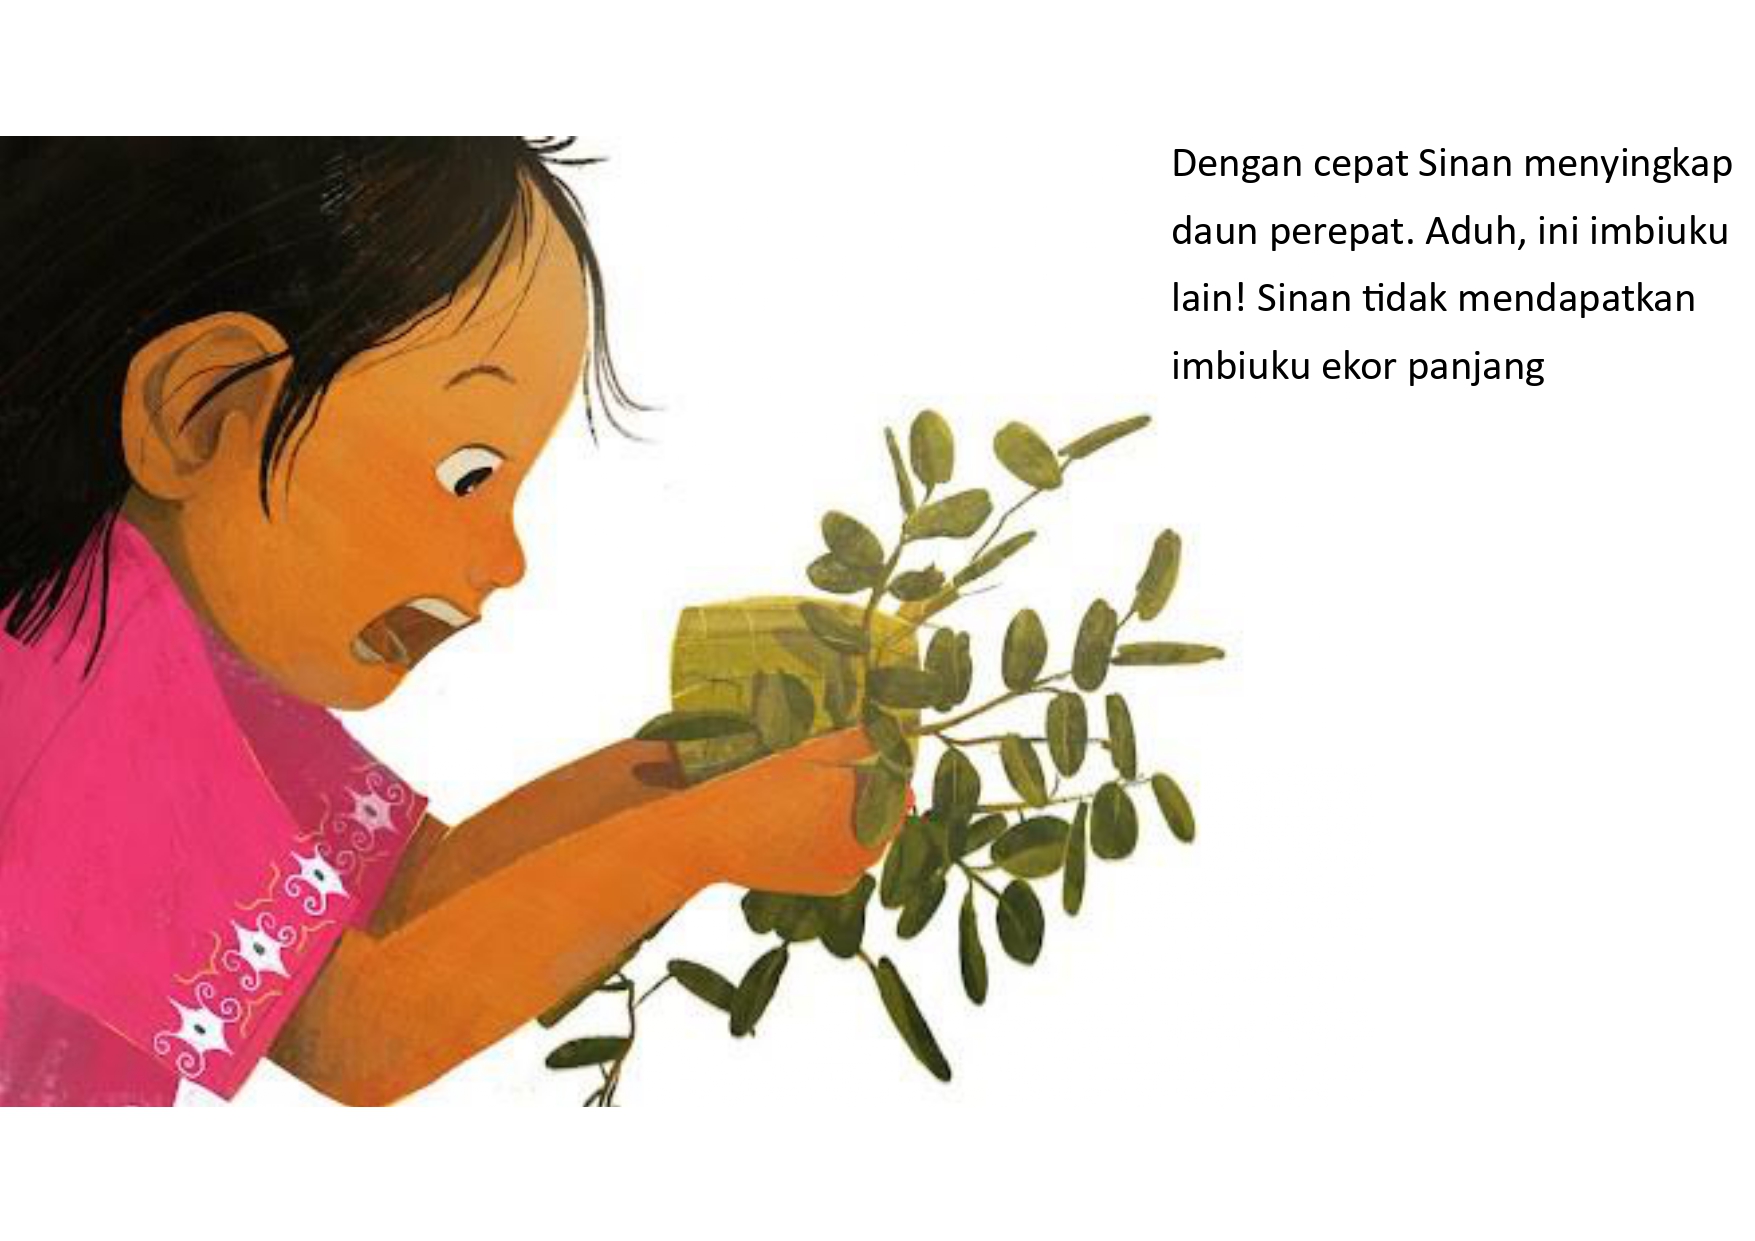 Dengan cepat Sinan menyingkap
daun perepat. Aduh, ini imbiuku
lain! Sinan tidak mendapatkan
imbiuku ekor panjang